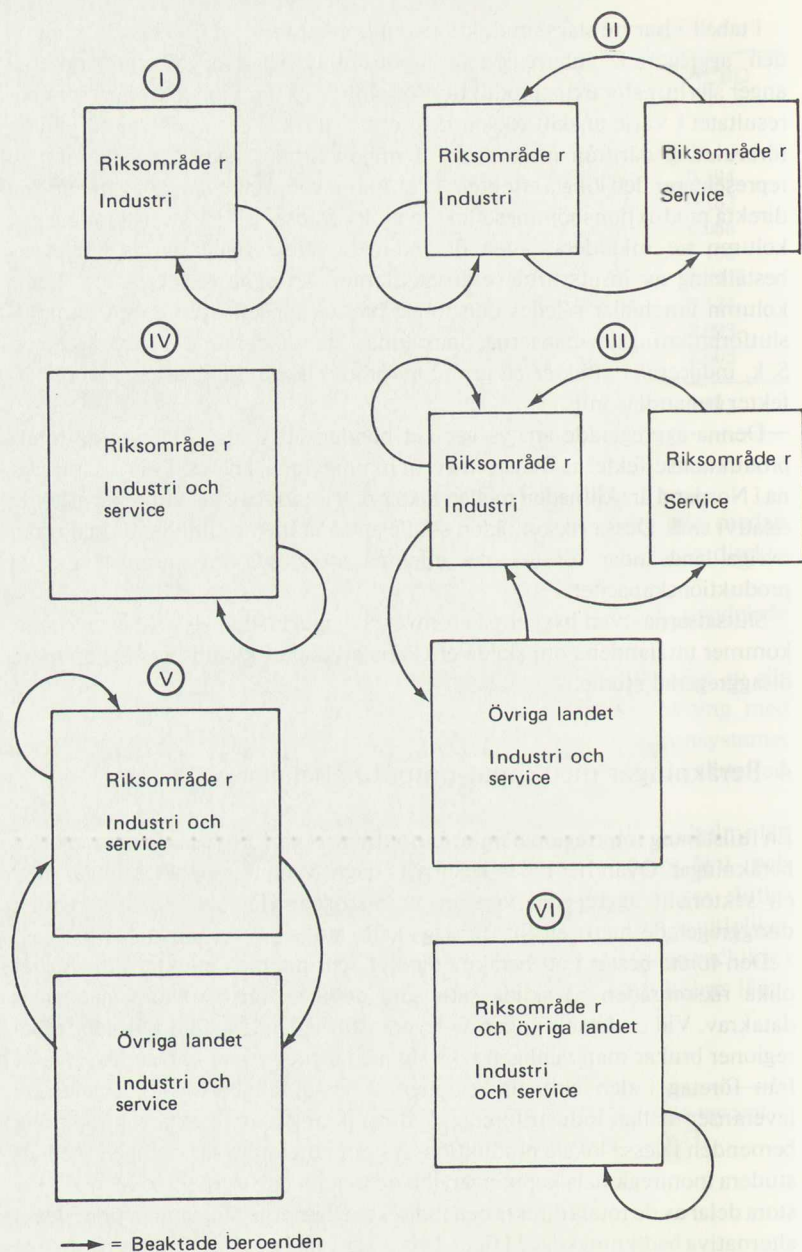 I
Riksområde r
Industri
II
Riksområde r
Industri
Riksområde r
Service
IV
Riksområde r
Industri och
service
III
Riksområde r
Industri
Riksområde r
Service
Övriga landet
Industri och
service
V
Riksområde r
Industri och
service
Övriga landet
Industri och
service
VI
Riksområde r
och övriga landet
Industri
och service
= Beaktade beroenden